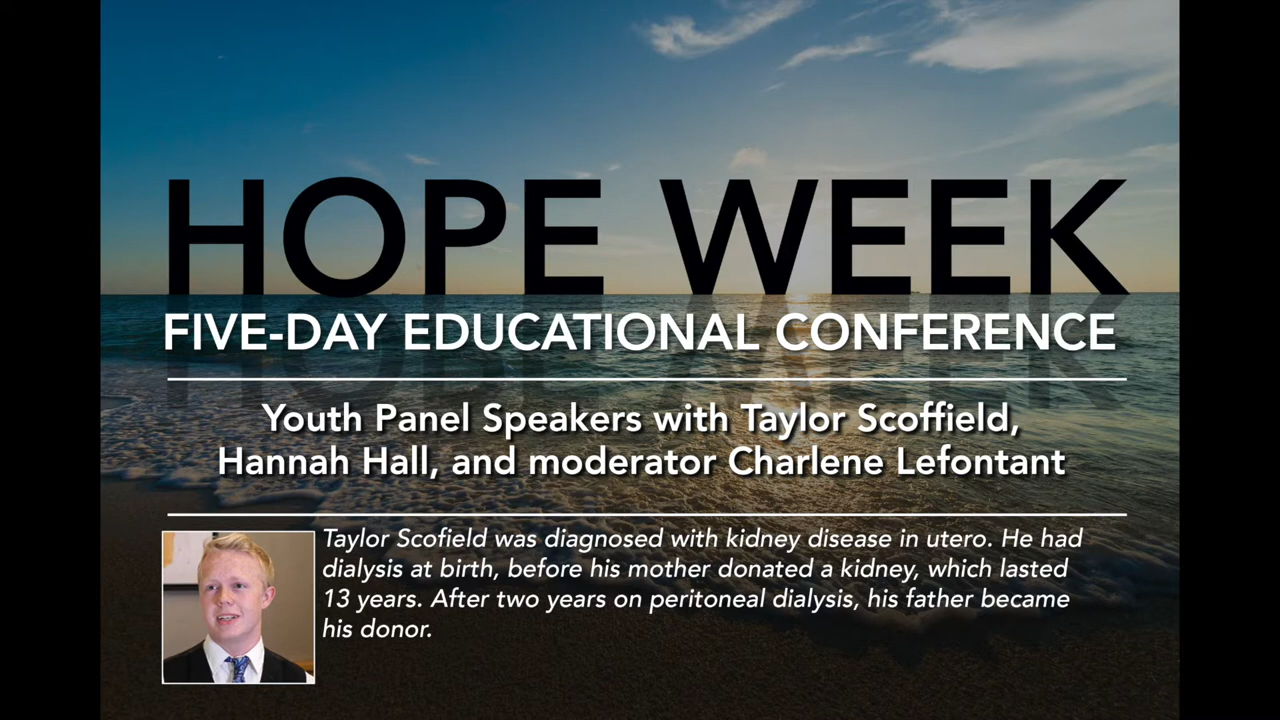 HOPE WEEK
FIVE-DAY EDUCATIONAL CONFERENCE
Youth Panel Speakers with Taylor Scoffield,
Hannah Hall, and moderator Charlene Lefontant
Taylor Scofield was diagnosed with kidney disease in utero. He had
dialysis at birth, before his mother donated a kidney, which lasted
13 years. After two years on peritoneal dialysis, his father became
his donor.